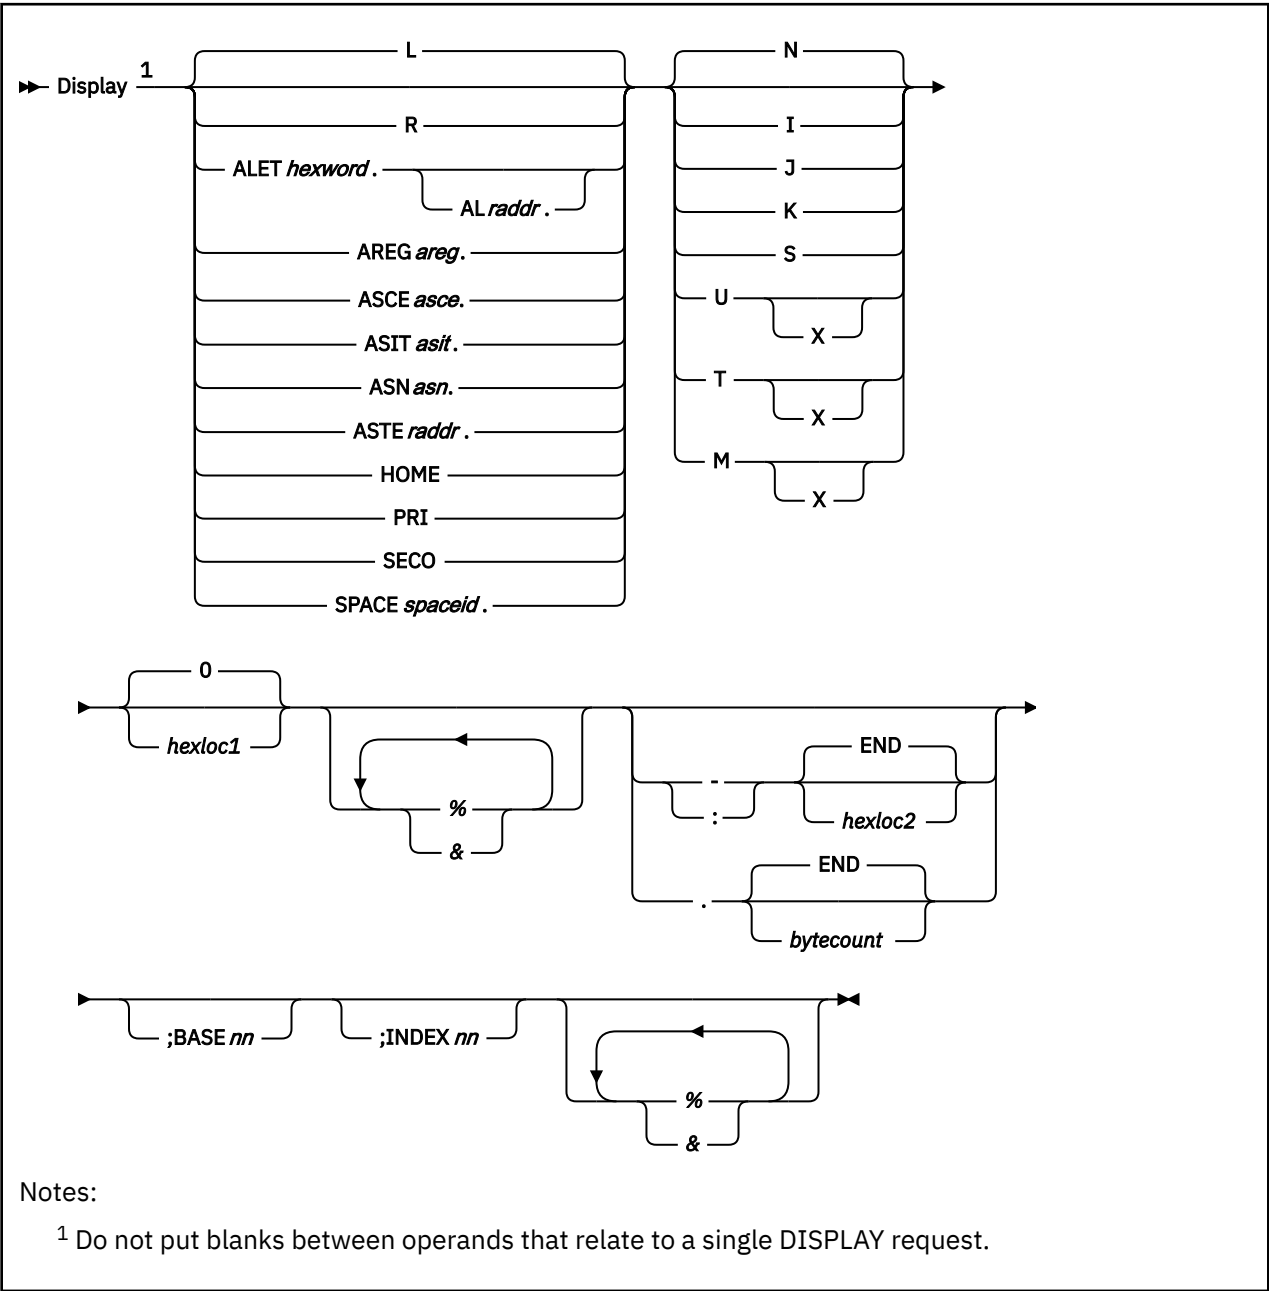 L N
Display 1
R I
ALET hexword . J
AL raddr . K
AREG areg. S
ASCE asce. U
X
ASIT asit .
ASN asn. T
X
ASTE raddr .
HOME M
X
PRI
SECO
SPACE spaceid .
0
hexloc1 END
- 
: hexloc2
%
& END
.
bytecount
;BASE nn ;INDEX nn
%
&
Notes:
1 Do not put blanks between operands that relate to a single DISPLAY request.